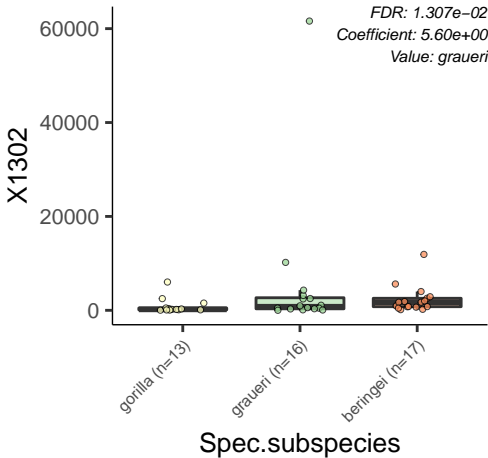 FDR: 1.307e−02
Coefficient: 5.60e+00
Value: graueri
60000
40000
20000
0
X1302
gorilla (n=13)
graueri (n=16)
beringei (n=17)
Spec.subspecies